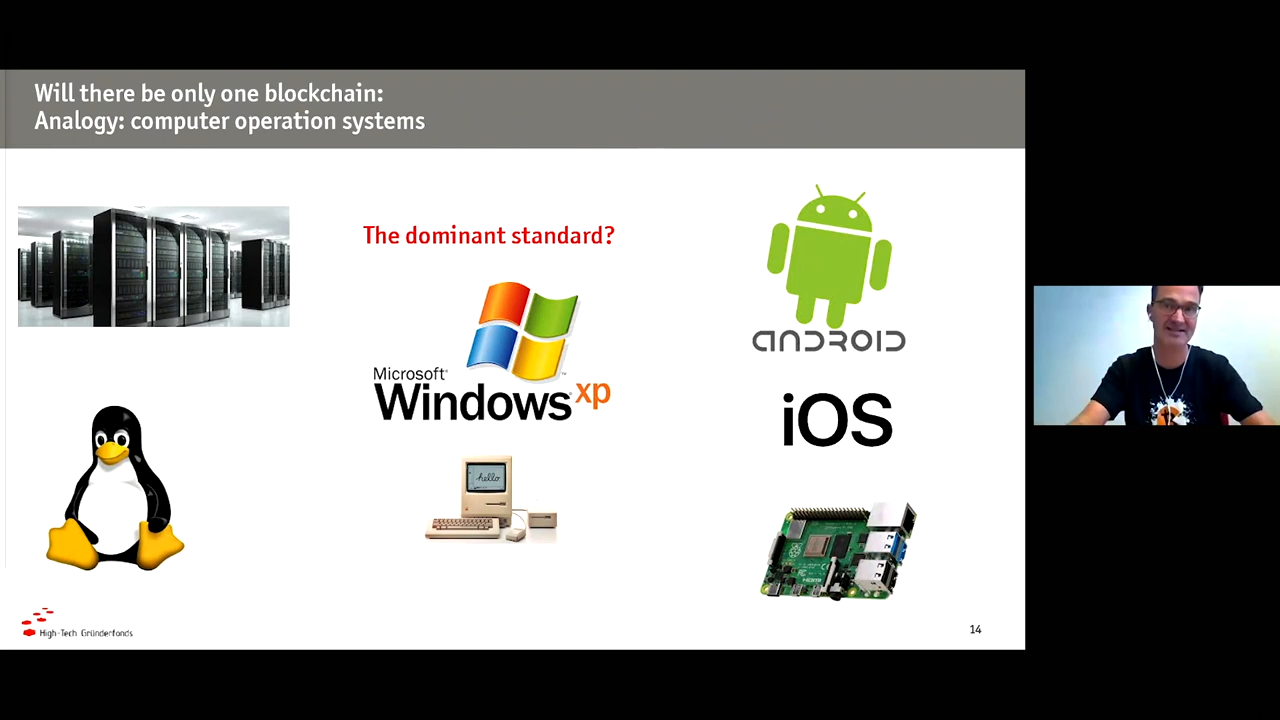 Will there be only one blockchain:
Analogy: computer operation systems
The dominant standard?
Microsoft
Windows xp
hello
ANDROID
iOS
HDMI
High-Tech Gründerfonds
14